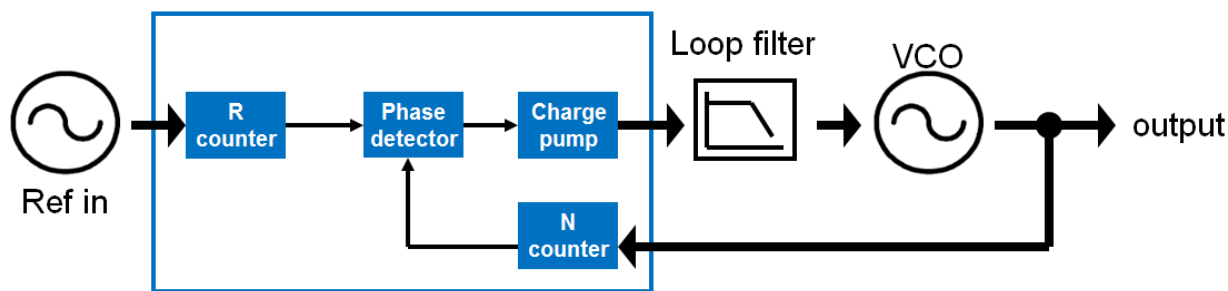 Loop filter
VCO
R
counter
Phase
detector
Charge
pump
output
Ref in
N
counter